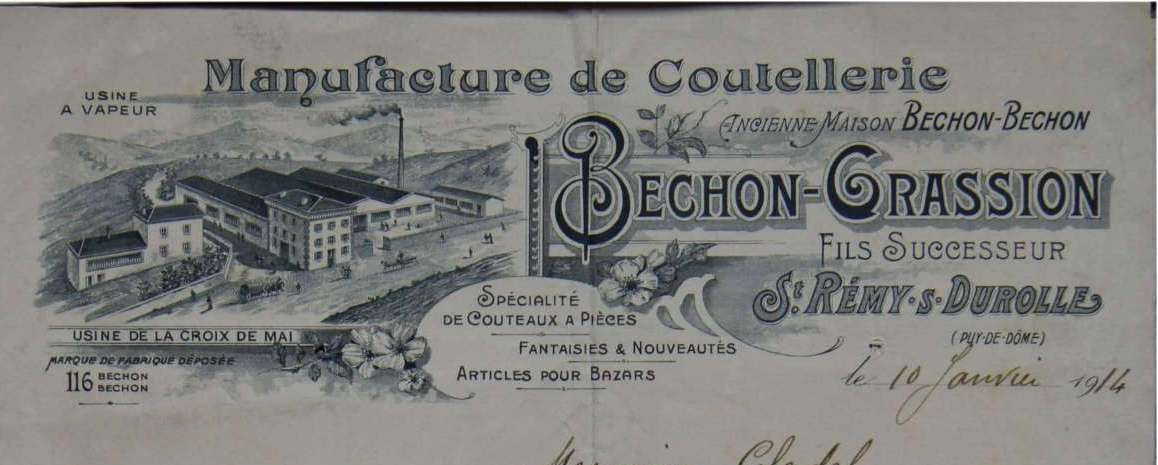 Manufacture de Coutellerie
USINE
A VAPEUR
ANCIENNE MAISON BECHON-BECHON
BECHON-GRASSION
FILS SUCCESSEUR
St RÉMY-s-DUROLLE
(PUY-DE-DÔME)
SPÉCIALITÉ
DE COUTEAUX A PIÈCES
FANTAISIES & NOUVEAUTÉS
ARTICLES POUR BAZARS
USINE DE LA CROIX DE MAI
MARQUE DE FABRIQUE DÉPOSÉE
116 BECHON
BECHON
le 10 Janvier 1914